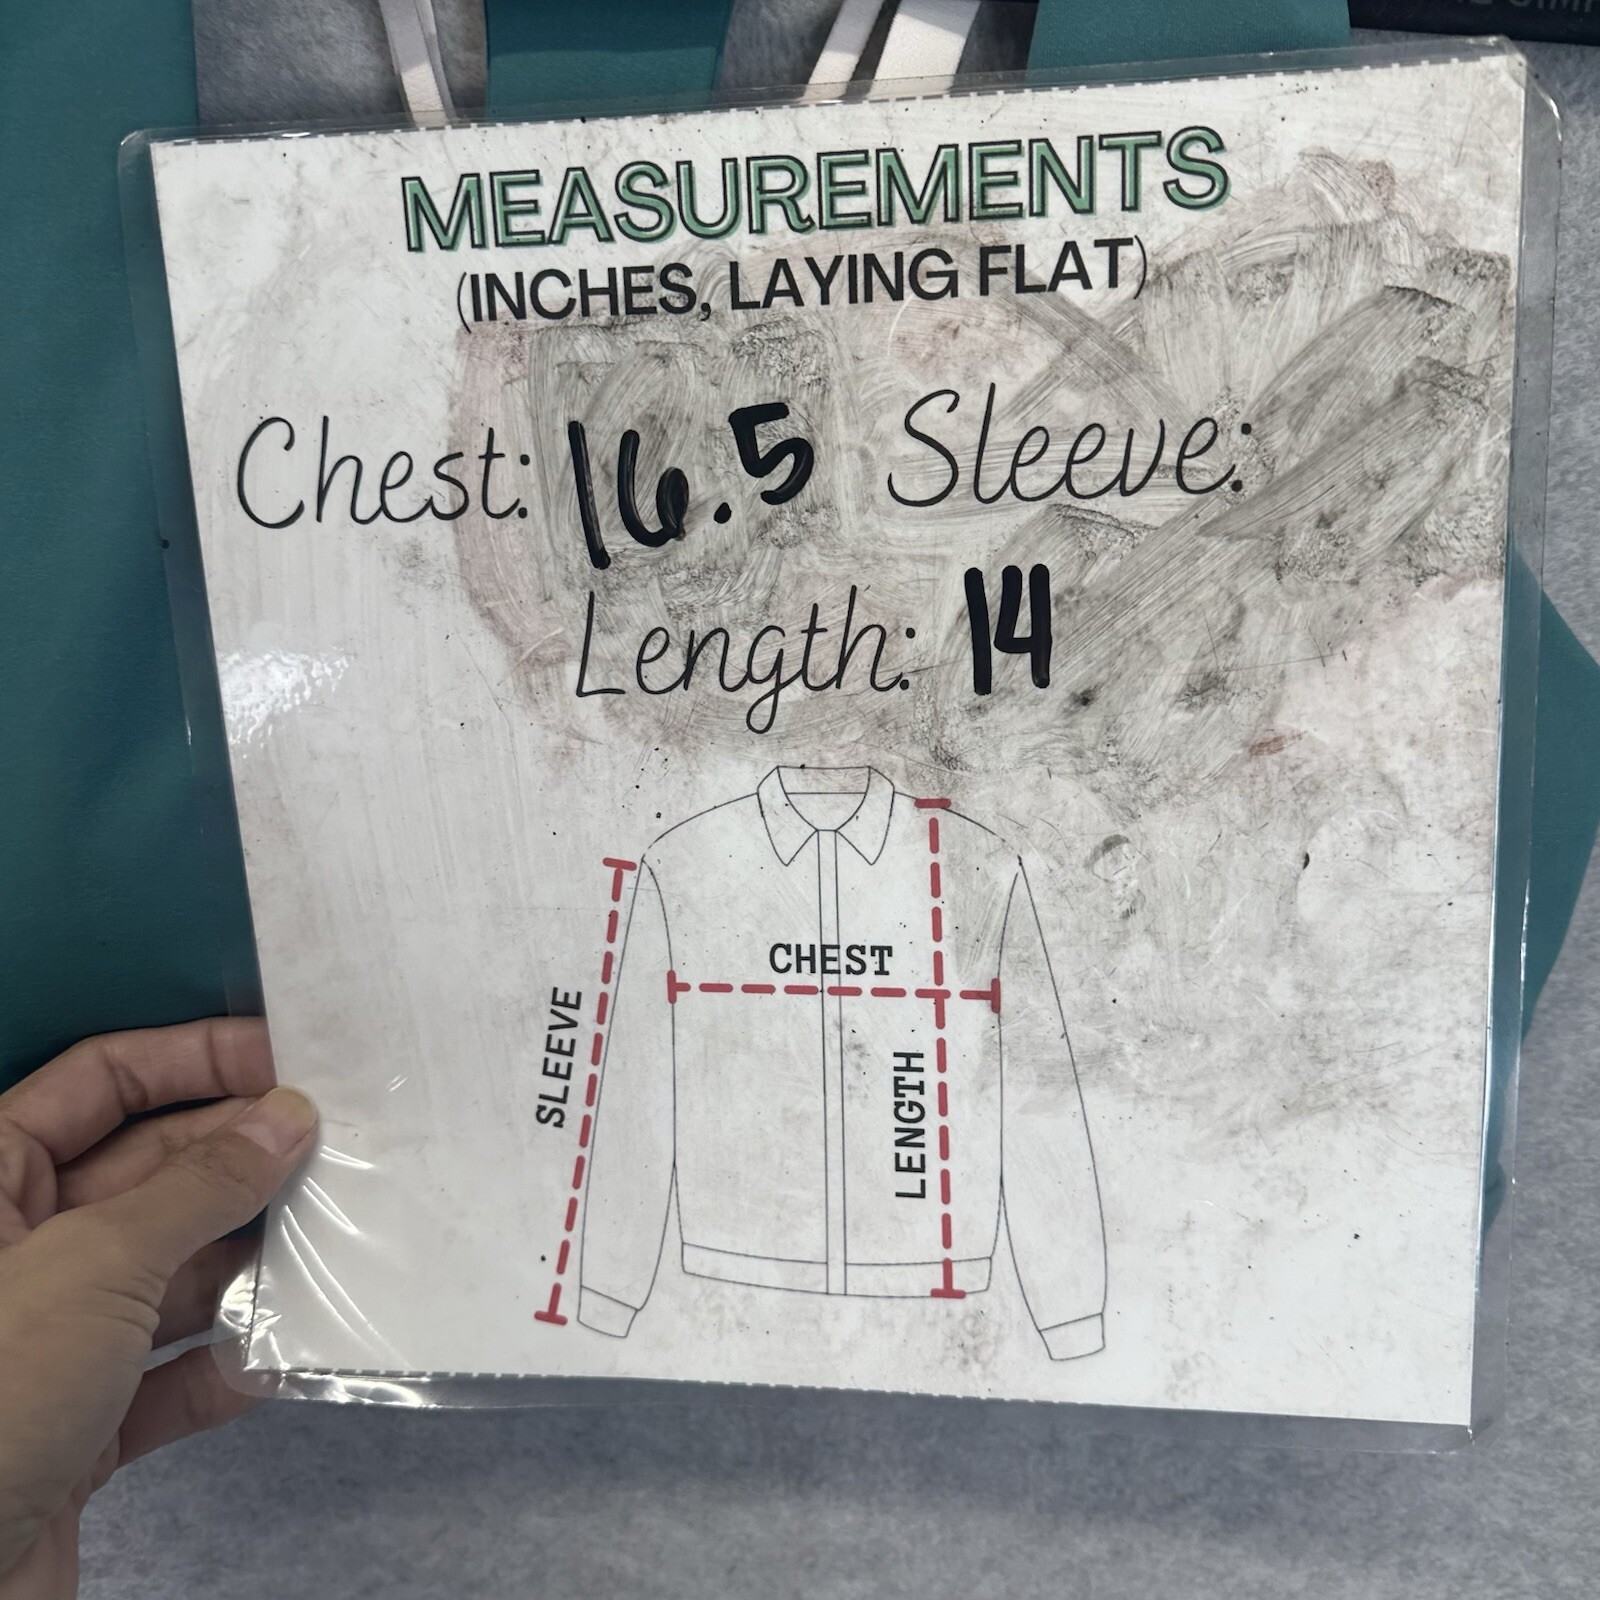 MEASUREMENTS
(INCHES, LAYING FLAT)
Chest: 16.5 Sleeve:
Length: 14
CHEST
SLEEVE
LENGTH